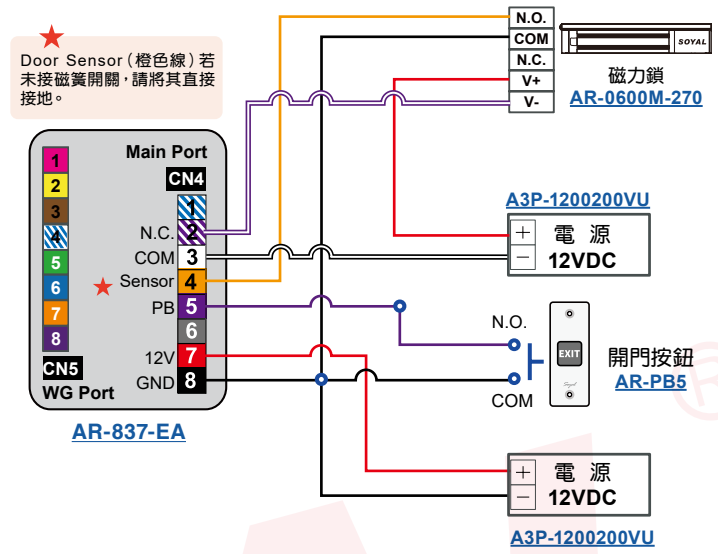 Door Sensor(橙色線)若
未接磁簧開關,請將其直接
接地。
N.O.
COM
N.C.
V+
V-
SOYAL
磁力鎖
AR-0600M-270
Main Port
CN4
1
2
3
4
5
6
7
8
CN5
WG Port
1
N.C. 2
COM 3
Sensor 4
PB 5
6
12V 7
GND 8
AR-837-EA
A3P-1200200VU
+ 電 源
− 12VDC
N.O.
COM
EXIT
Soyal
開門按鈕
AR-PB5
+ 電 源
− 12VDC
A3P-1200200VU
R